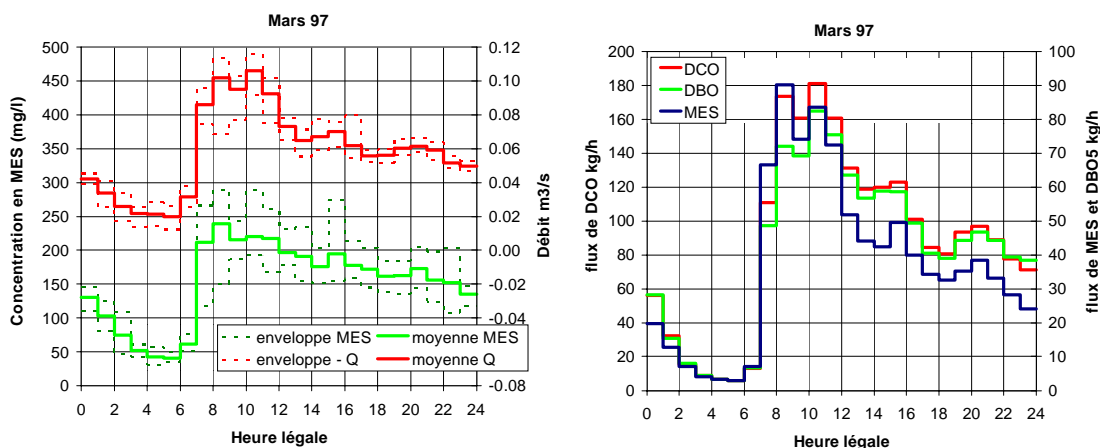 Mars 97
500
450
400
350
300
250
200
150
100
50
0
Concentration en MES (mg/l)
0.12
0.10
0.08
0.06
0.04
0.02
0.00
-0.02
-0.04
-0.06
-0.08
Débit m3/s
enveloppe MES moyenne MES
enveloppe - Q moyenne Q
0 2 4 6 8 10 12 14 16 18 20 22 24
Heure légale
Mars 97
200
180
160
140
120
100
80
60
40
20
0
flux de DCO kg/h
DCO
DBO
MES
100
90
80
70
60
50
40
30
20
10
0
flux de MES et DBO5 kg/h
0 2 4 6 8 10 12 14 16 18 20 22 24
Heure légale